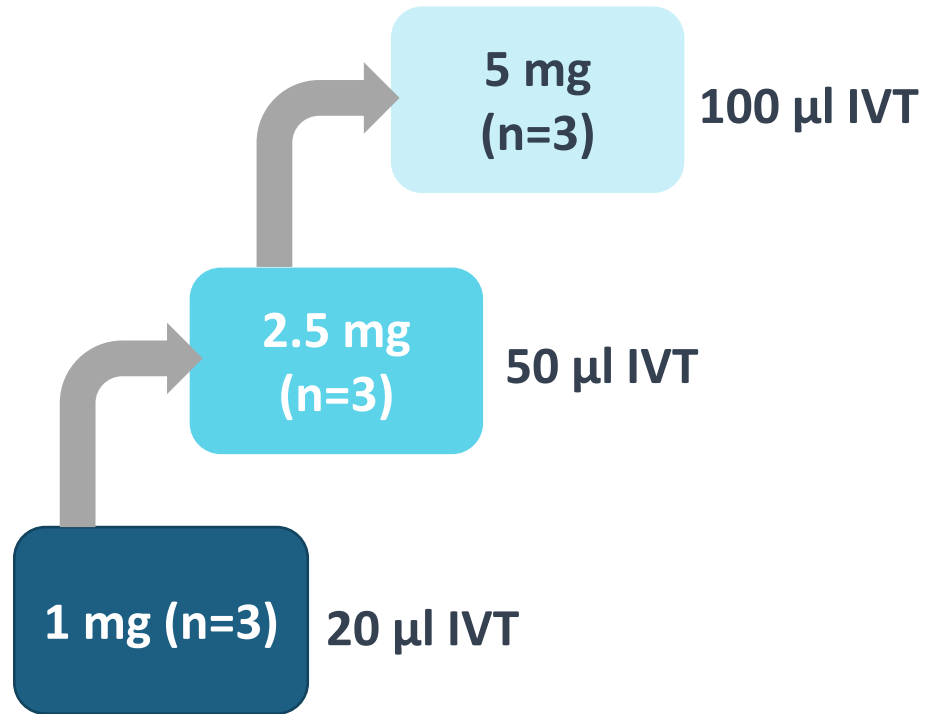 5 mg
(n=3)
100 µl IVT
2.5 mg
(n=3)
50 µl IVT
1 mg (n=3)
20 µl IVT